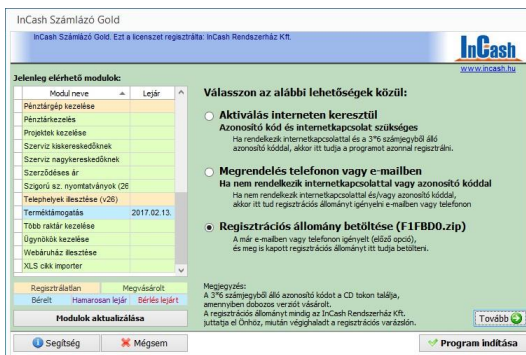 InCash Számlázó Gold
InCash Számlázó Gold. Ezt a licenszet regisztrálta: InCash Rendszerház Kft.
InCash
www.incash.hu
Jelenleg elérhető modulok:
Modul neve Lejár
Pénztárgép kezelése
Pénztárkezelés
Projektek kezelése
Szerviz kiskereskedőknek
Szerviz nagykereskedőknek
Szerződéses ár
Szigorú sz. nyomtatványok (26
Telephelyek illesztése (v26)
Terméktámogatás 2017.02.13.
Több raktár kezelése
Ügynökök kezelése
Webáruház illesztése
XLS cikk importer
Regisztrálatlan Megvásárolt
Bérelt Hamarosan lejár Bérlés lejárt
Modulok aktualizálása
Válasszon az alábbi lehetőségek közül:
Aktiválás interneten keresztül
Azonosító kód és internetkapcsolat szükséges
Ha rendelkezik internetkapcsolattal és a 3*6 számjegyből álló
azonosító kóddal, akkor itt tudja a programot azonnal regisztrálni.
Megrendelés telefonon vagy e-mailben
Ha nem rendelkezik internetkapcsolattal vagy azonosító kóddal
Ha nem rendelkezik internetkapcsolattal és/vagy azonosító kóddal,
akkor itt tud regisztrációs állományt igényelni e-mailben vagy telefonon
Regisztrációs állomány betöltése (F1FBD0.zip)
A már e-mailben vagy telefonon igényelt (előző opció),
és meg is kapott regisztrációs állományt itt tudja betölteni.
Megjegyzés:
A 3*6 számjegyből álló azonosító kódot a CD tokon találja,
amennyiben dobozos verziót vásárolt.
A regisztrációs állományt mindig az InCash Rendszerház Kft.
juttatja el Önhöz, miután végighaladt a regisztrációs varázslón.
Tovább
Segítség
Mégsem
Program indítása